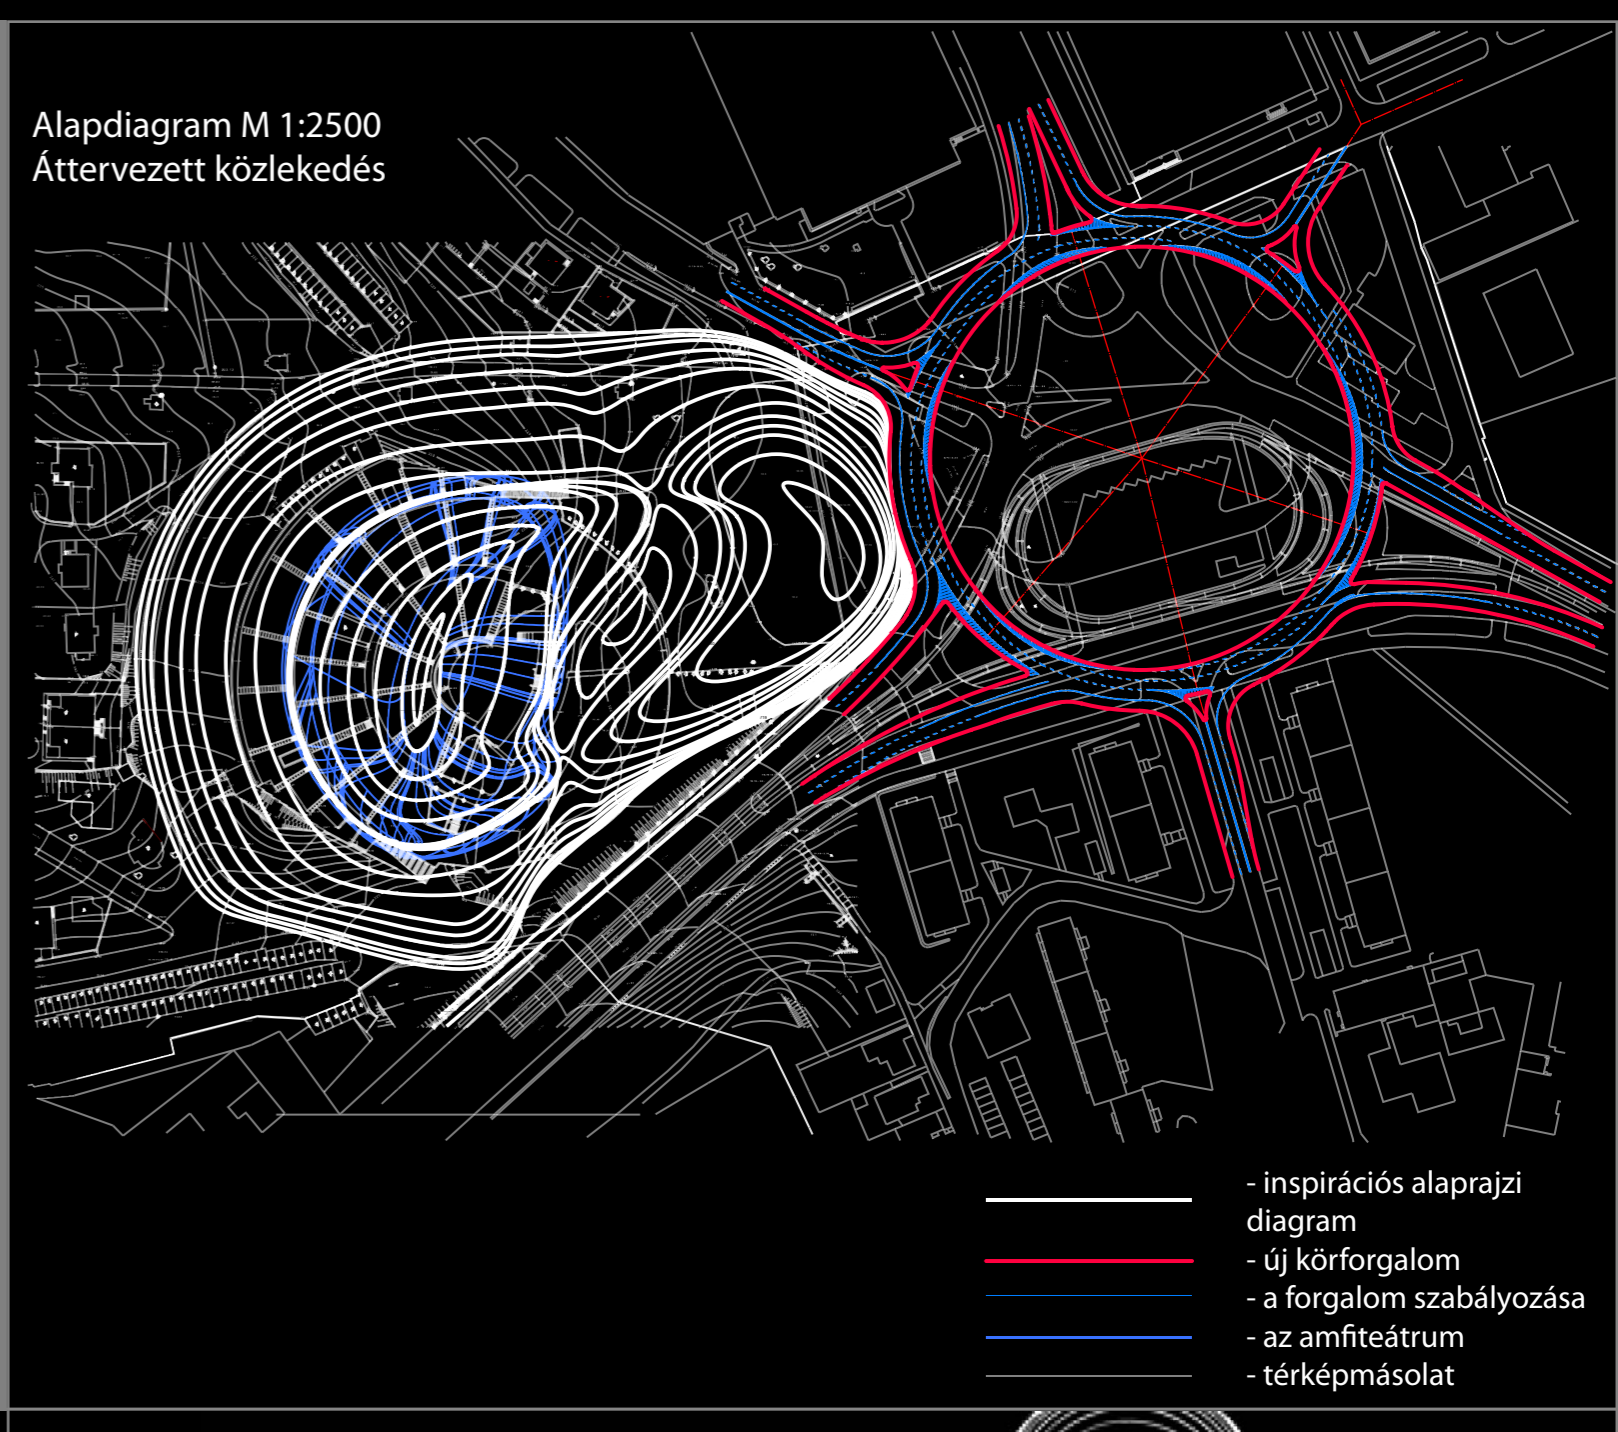 Alapdiagram M 1:2500
Áttervezett közlekedés
- inspirációs alaprajzi
diagram
- új körforgalom
- a forgalom szabályozása
- az amfiteátrum
- térképmásolat